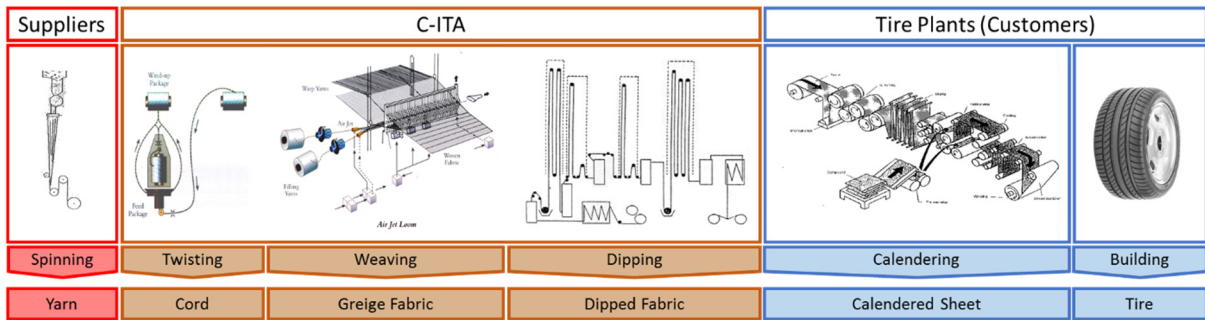 Suppliers
C-ITA
Tire Plants (Customers)
Wind-up
Package
Feed
Package
Warp Yarns
Air Jet
Filling
Yarns
Woven
Fabric
Air Jet Loom
Compound
Spinning
Twisting
Weaving
Dipping
Calendering
Building
Yarn
Cord
Greige Fabric
Dipped Fabric
Calendered Sheet
Tire